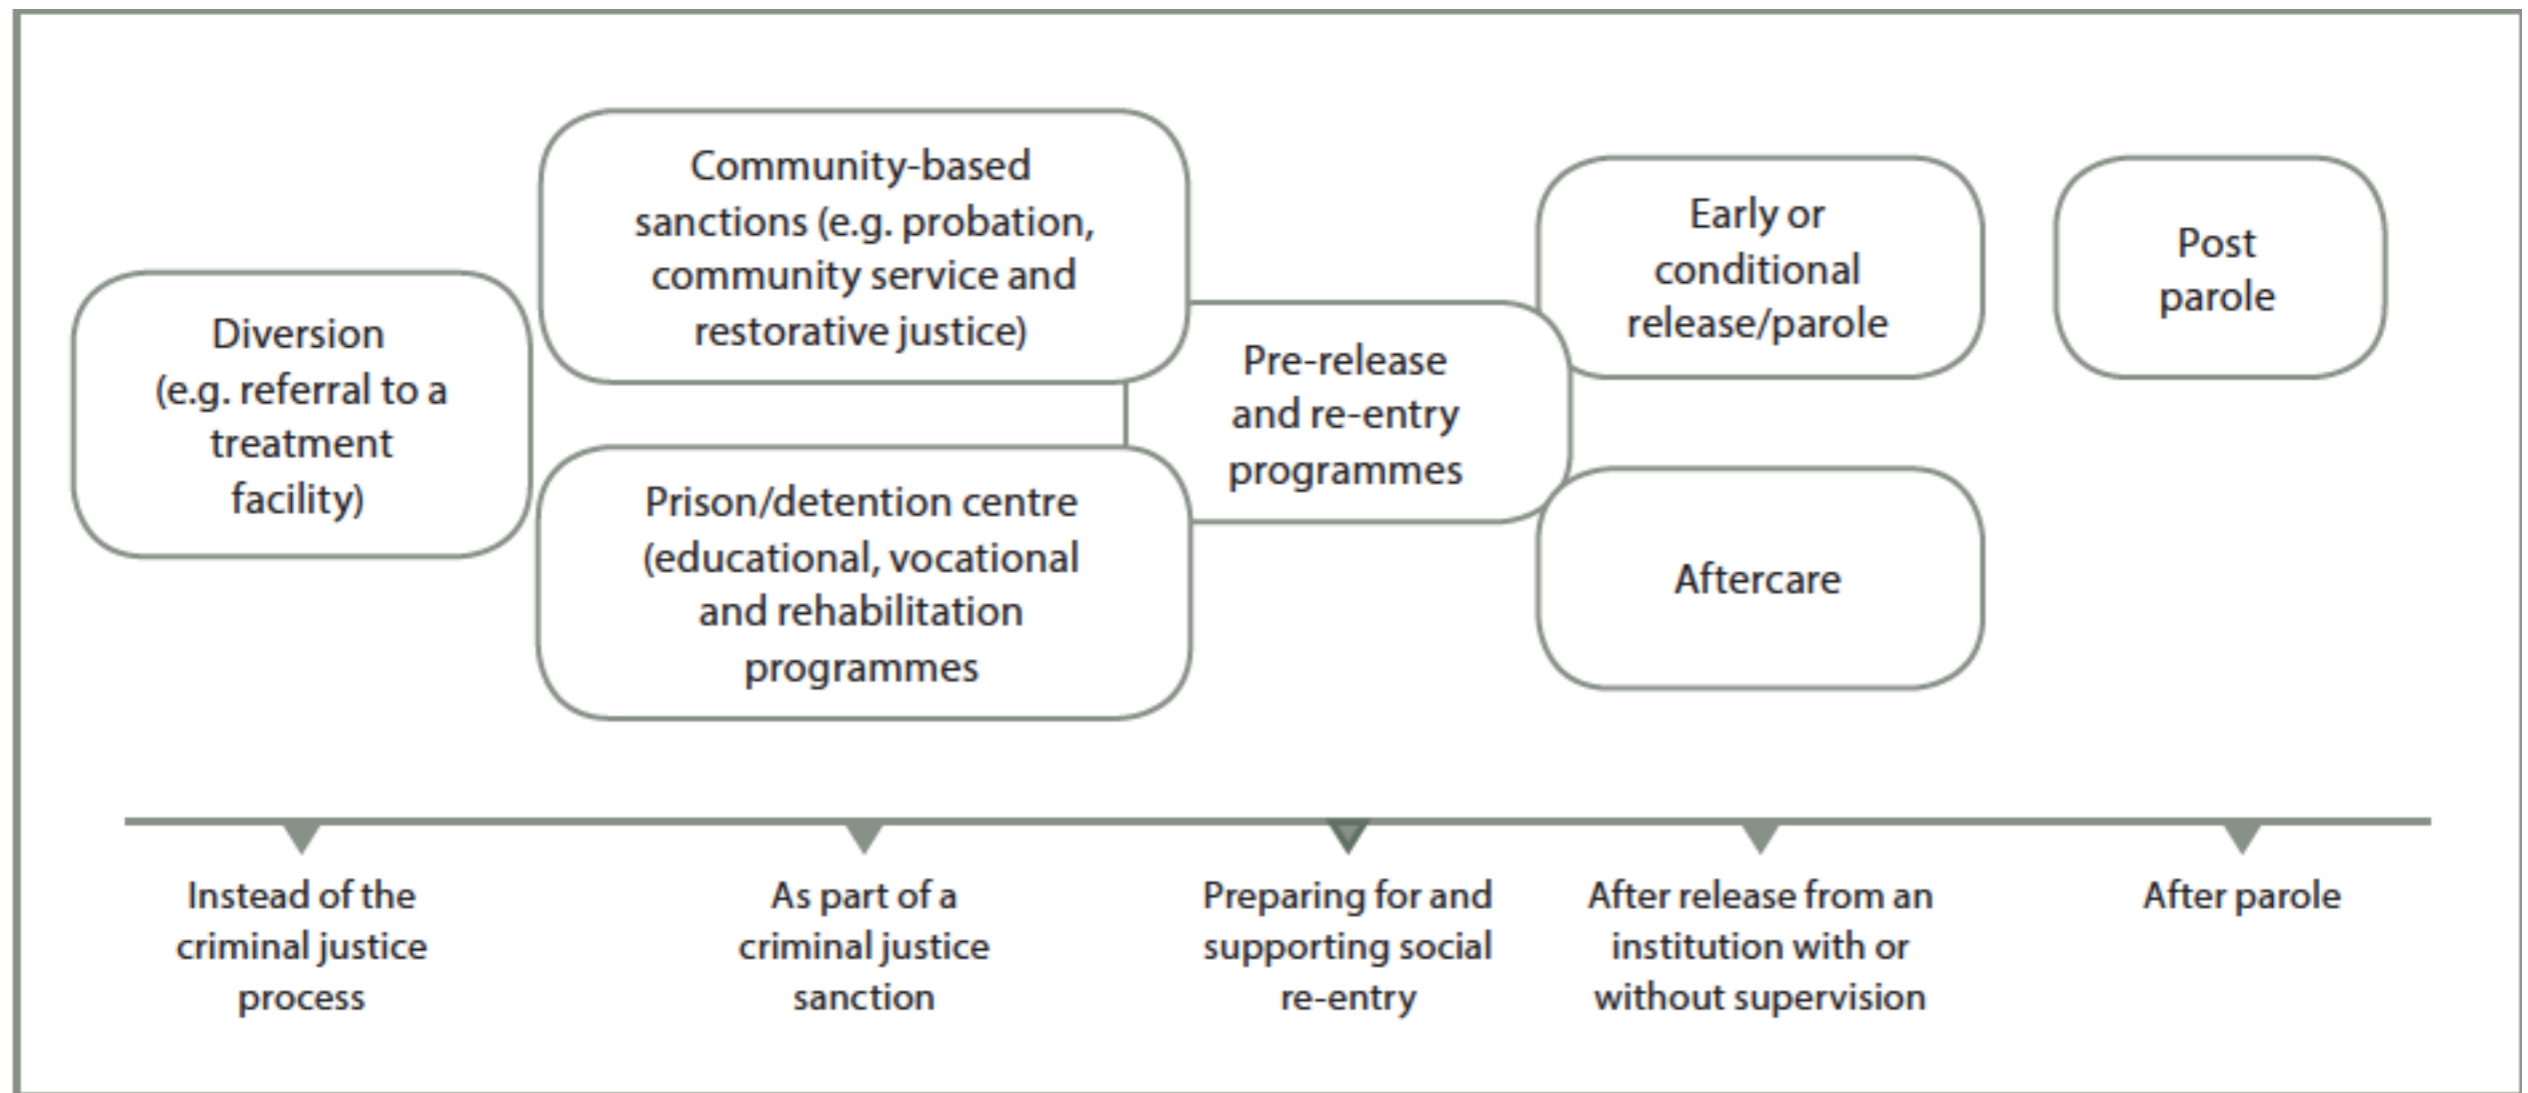 Diversion
(e.g. referral to a
treatment
facility)
Community-based
sanctions (e.g. probation,
community service and
restorative justice)
Prison/detention centre
(educational, vocational
and rehabilitation
programmes
Pre-release
and re-entry
programmes
Early or
conditional
release/parole
Aftercare
Post
parole
Instead of the
criminal justice
process
As part of a
criminal justice
sanction
Preparing for and
supporting social
re-entry
After release from an
institution with or
without supervision
After parole